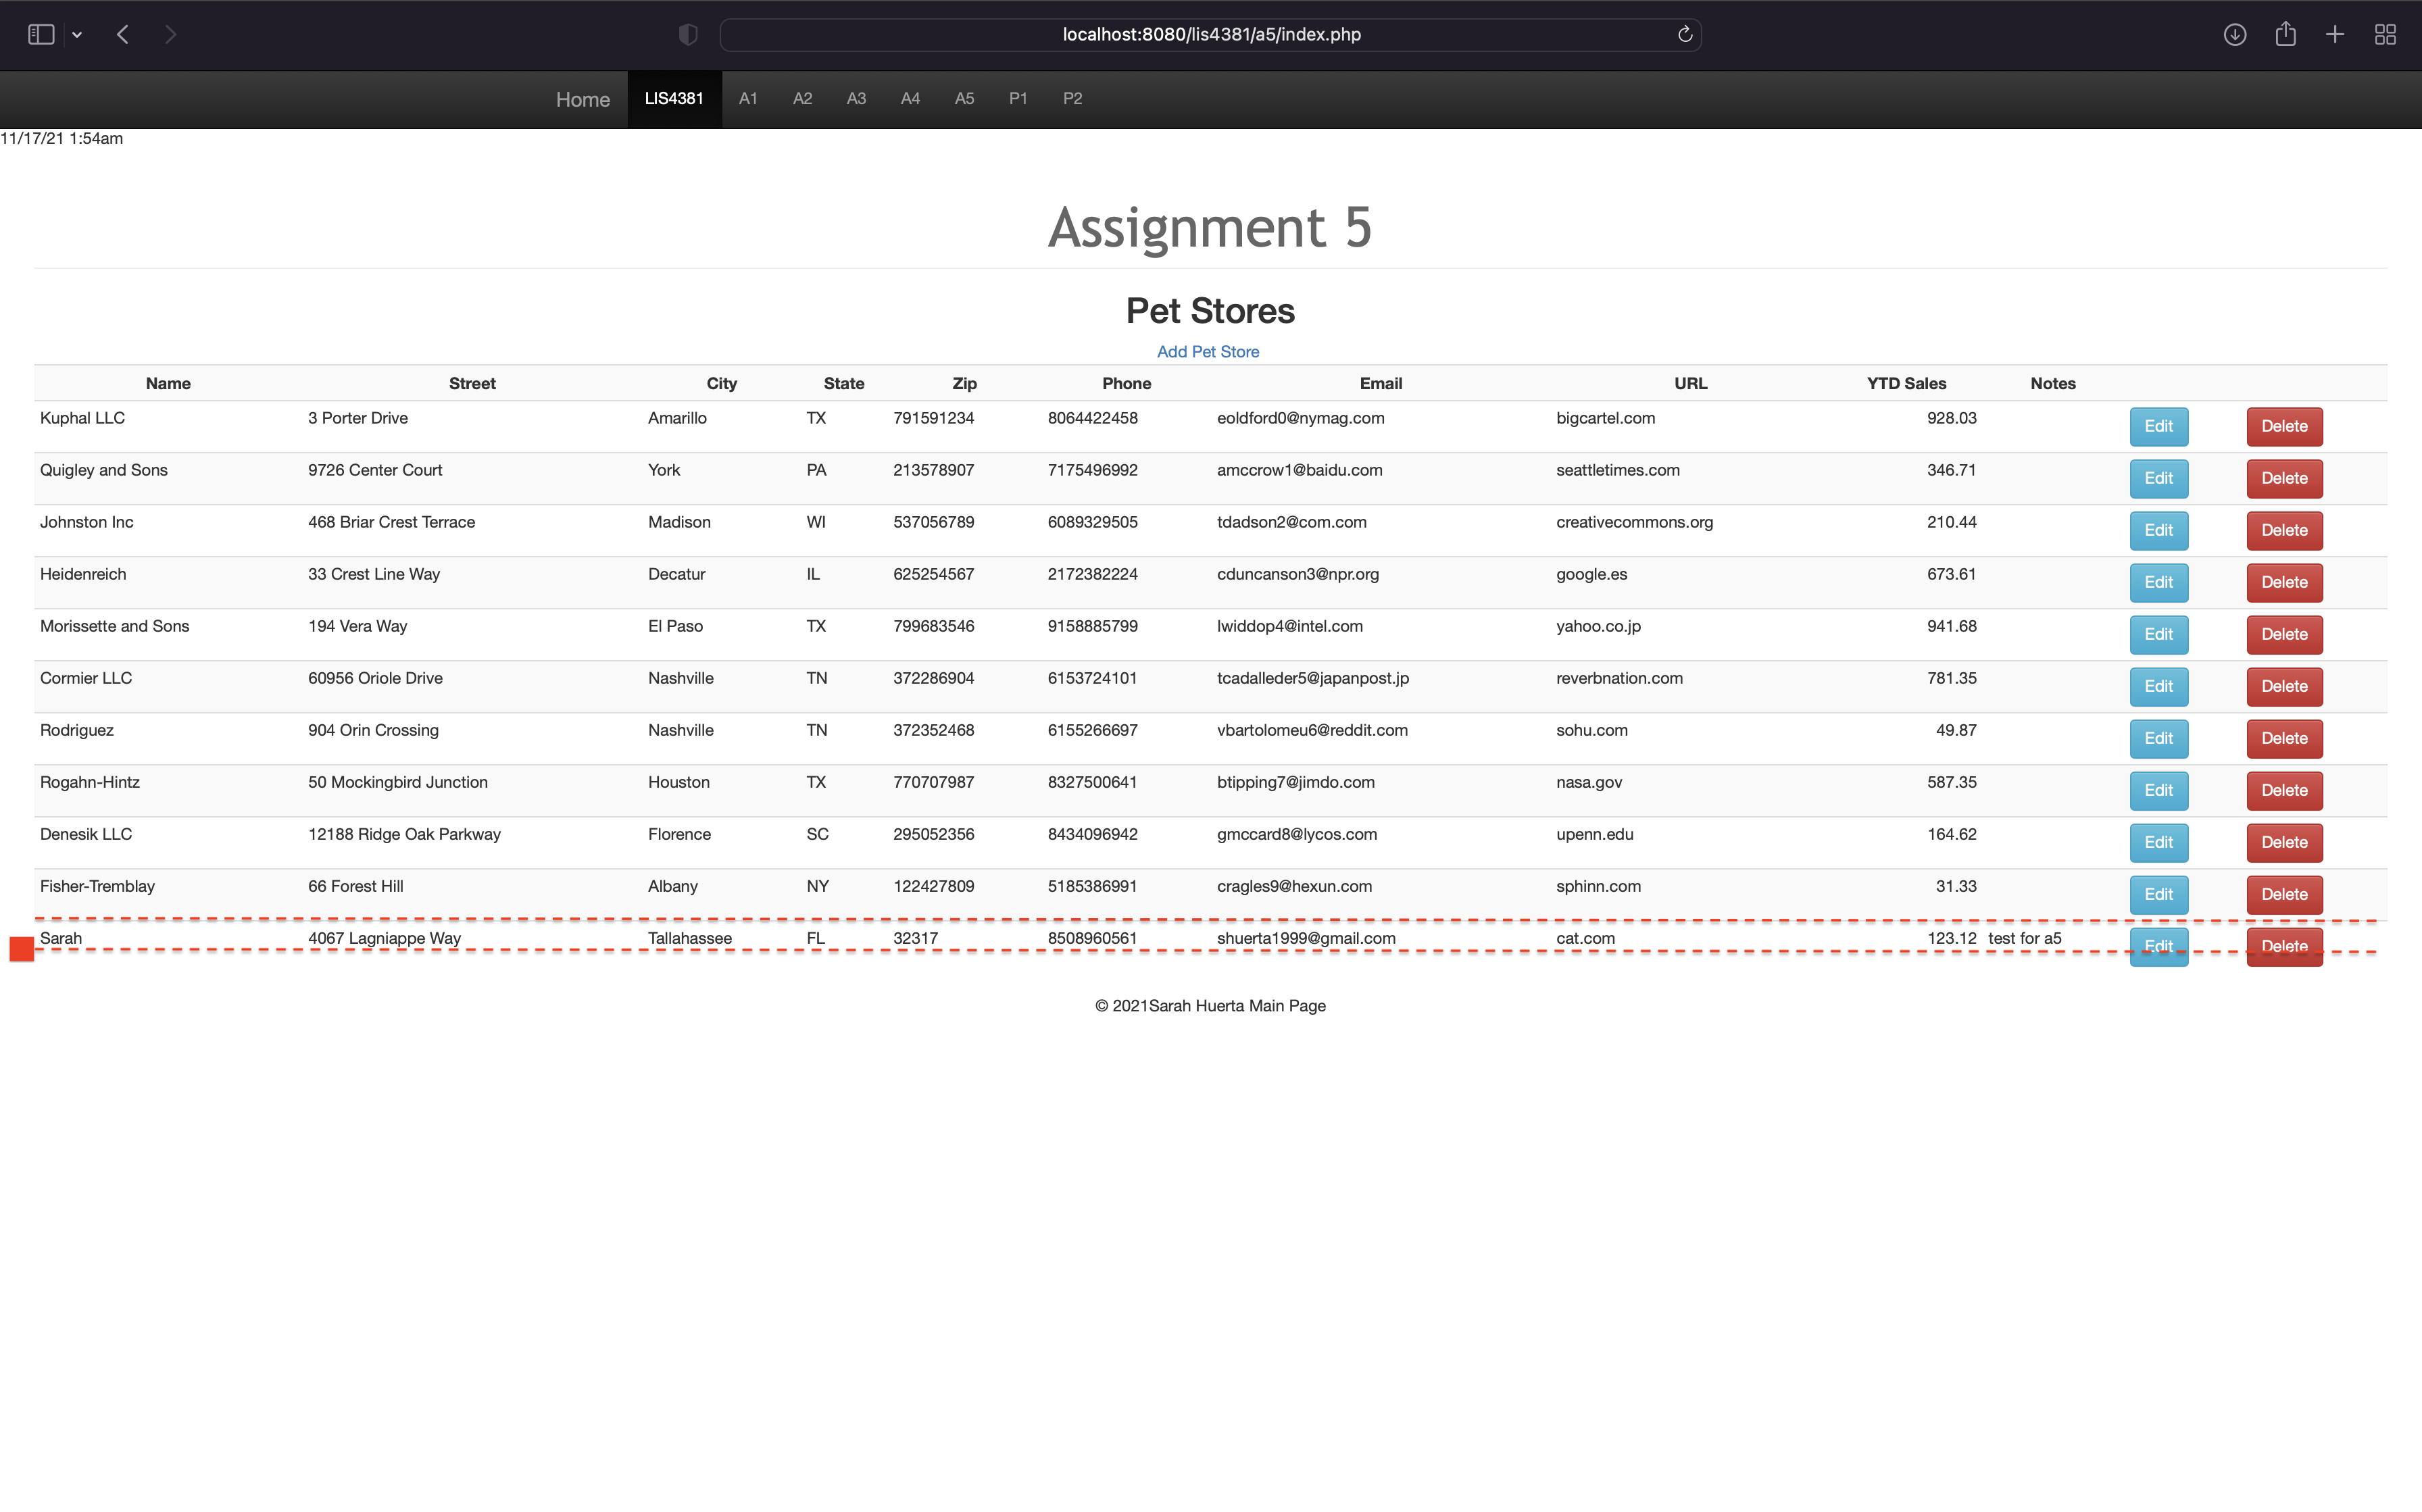 localhost:8080/lis4381/a5/index.php
Home LIS4381 A1 A2 A3 A4 A5 P1 P2
11/17/21 1:54am
Assignment 5
Pet Stores
Add Pet Store
Name Street City State Zip Phone Email URL YTD Sales Notes
Kuphal LLC 3 Porter Drive Amarillo TX 791591234 8064422458 eoldford0@nymag.com bigcartel.com 928.03 Edit Delete
Quigley and Sons 9726 Center Court York PA 213578907 7175496992 amccrow1@baidu.com seattletimes.com 346.71 Edit Delete
Johnston Inc 468 Briar Crest Terrace Madison WI 537056789 6089329505 tdadson2@com.com creativecommons.org 210.44 Edit Delete
Heidenreich 33 Crest Line Way Decatur IL 625254567 2172382224 cduncanson3@npr.org google.es 673.61 Edit Delete
Morissette and Sons 194 Vera Way El Paso TX 799683546 9158885799 lwiddop4@intel.com yahoo.co.jp 941.68 Edit Delete
Cormier LLC 60956 Oriole Drive Nashville TN 372286904 6153724101 tcadalleder5@japanpost.jp reverbnation.com 781.35 Edit Delete
Rodriguez 904 Orin Crossing Nashville TN 372352468 6155266697 vbartolomeu6@reddit.com sohu.com 49.87 Edit Delete
Rogahn-Hintz 50 Mockingbird Junction Houston TX 770707987 8327500641 btipping7@jimdo.com nasa.gov 587.35 Edit Delete
Denesik LLC 12188 Ridge Oak Parkway Florence SC 295052356 8434096942 gmccard8@lycos.com upenn.edu 164.62 Edit Delete
Fisher-Tremblay 66 Forest Hill Albany NY 122427809 5185386991 cragles9@hexun.com sphinn.com 31.33 Edit Delete
Sarah 4067 Lagniappe Way Tallahassee FL 32317 8508960561 shuerta1999@gmail.com cat.com 123.12 test for a5 Edit Delete
© 2021Sarah Huerta Main Page